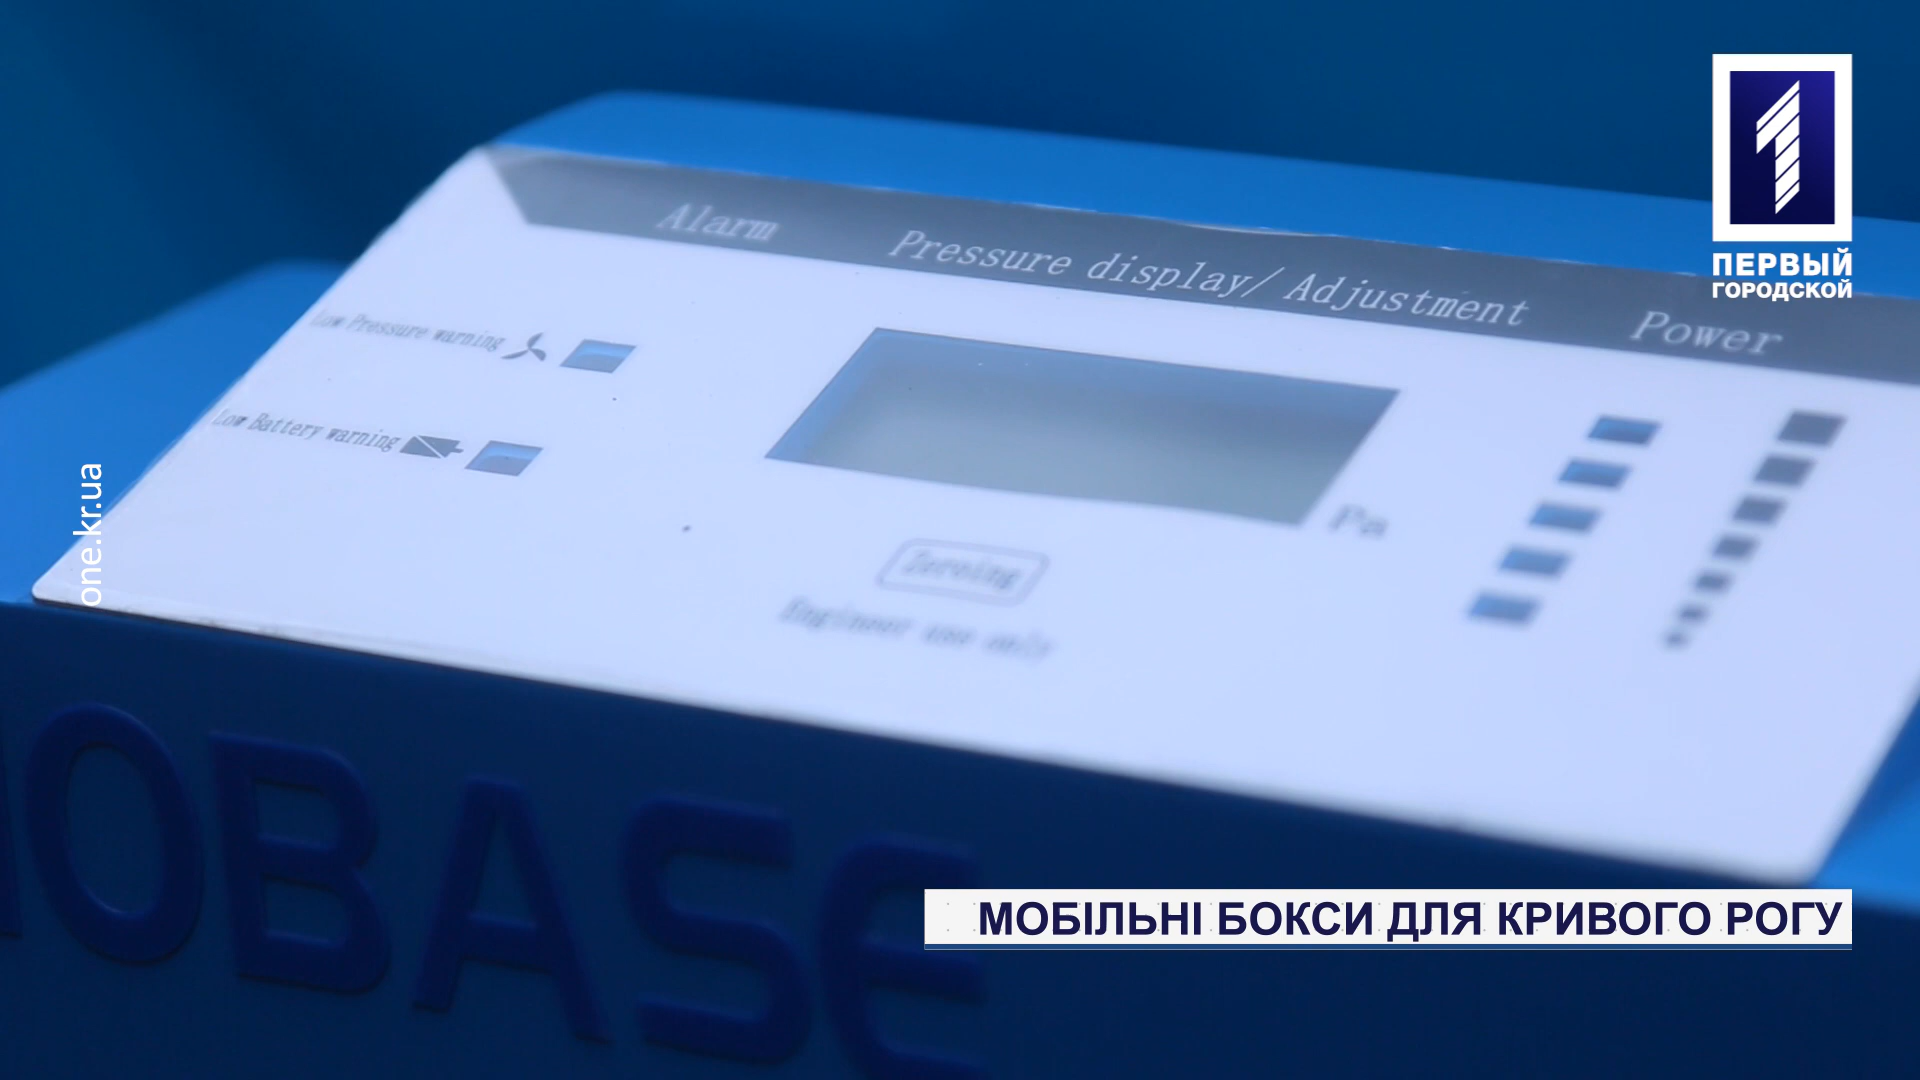 ПЕРВЫЙ
ГОРОДСКОЙ
Alarm
Pressure display/ Adjustment
Power
Low Pressure warning
Low Battery warning
Pa
Zeroing
Engineer use only
one.kr.ua
OBASE
МОБІЛЬНІ БОКСИ ДЛЯ КРИВОГО РОГУ